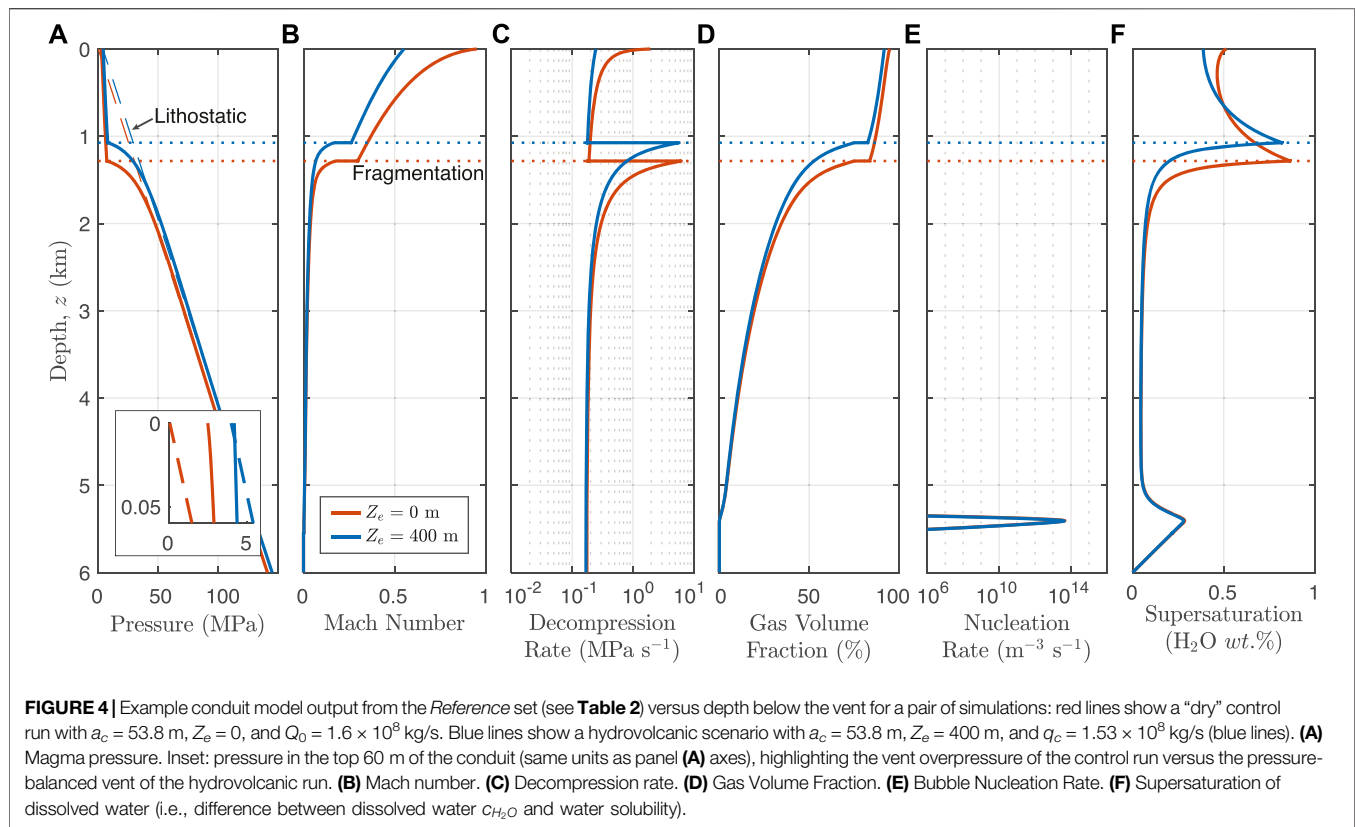 A B C D E F
0
1
2
3
4
5
6
Depth, z (km)
Lithostatic
Fragmentation
0
0.05
0 5
Z_e = 0 m
Z_e = 400 m
0 50 100
0 0.5 1
10^-2 10^-1 10^0 10^1
0 50 100
10^6 10^10 10^14
0 0.5 1
Pressure (MPa)
Mach Number
Decompression
Rate (MPa s^−1)
Gas Volume
Fraction (%)
Nucleation
Rate (m^−3 s^−1)
Supersaturation
(H₂O wt.%)
FIGURE 4 | Example conduit model output from the Reference set (see Table 2) versus depth below the vent for a pair of simulations: red lines show a “dry” control
run with a_c = 53.8 m, Z_e = 0, and Q_0 = 1.6 × 10^8 kg/s. Blue lines show a hydrovolcanic scenario with a_c = 53.8 m, Z_e = 400 m, and q_c = 1.53 × 10^8 kg/s (blue lines). (A)
Magma pressure. Inset: pressure in the top 60 m of the conduit (same units as panel (A) axes), highlighting the vent overpressure of the control run versus the pressure-
balanced vent of the hydrovolcanic run. (B) Mach number. (C) Decompression rate. (D) Gas Volume Fraction. (E) Bubble Nucleation Rate. (F) Supersaturation of
dissolved water (i.e., difference between dissolved water c_H₂O and water solubility).